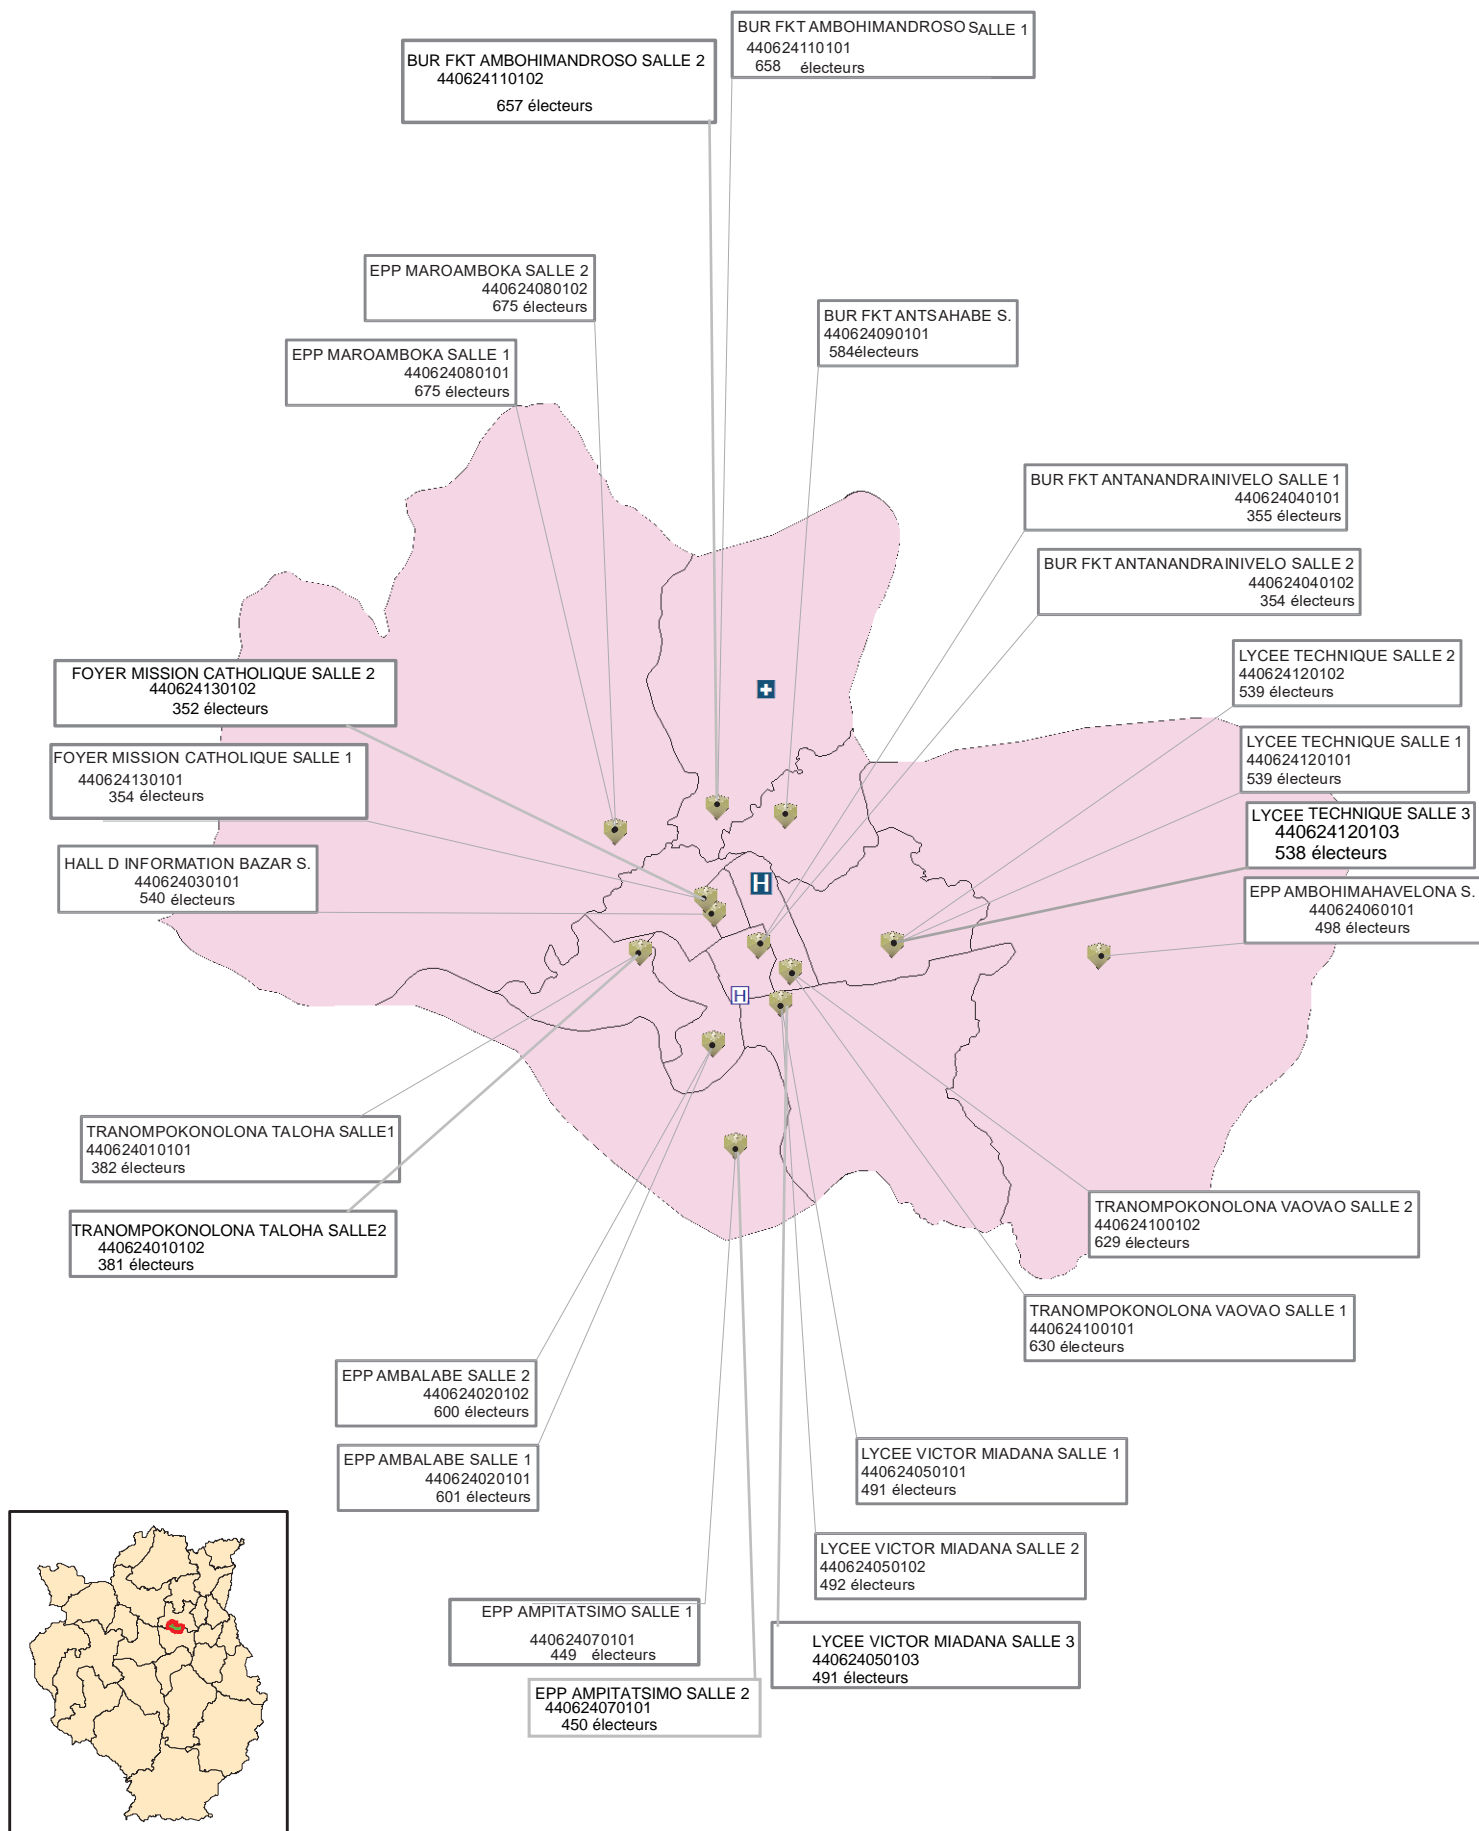 BUR FKT AMBOHIMANDROSO SALLE 1
440624110101
658 électeurs
BUR FKT AMBOHIMANDROSO SALLE 2
440624110102
657 électeurs
EPP MAROAMBOKA SALLE 2
440624080102
675 électeurs
BUR FKT ANTSAHABE S.
440624090101
584électeurs
EPP MAROAMBOKA SALLE 1
440624080101
675 électeurs
BUR FKT ANTANANDRAINIVELO SALLE 1
440624040101
355 électeurs
BUR FKT ANTANANDRAINIVELO SALLE 2
440624040102
354 électeurs
LYCEE TECHNIQUE SALLE 2
440624120102
539 électeurs
FOYER MISSION CATHOLIQUE SALLE 2
440624130102
352 électeurs
LYCEE TECHNIQUE SALLE 1
440624120101
539 électeurs
FOYER MISSION CATHOLIQUE SALLE 1
440624130101
354 électeurs
LYCEE TECHNIQUE SALLE 3
440624120103
538 électeurs
HALL D INFORMATION BAZAR S.
440624030101
540 électeurs
H
EPP AMBOHIMAHAVELONA S.
440624060101
498 électeurs
H
TRANOMPOKONOLONA TALOHA SALLE1
440624010101
382 électeurs
TRANOMPOKONOLONA VAOVAO SALLE 2
440624100102
629 électeurs
TRANOMPOKONOLONA TALOHA SALLE2
440624010102
381 électeurs
TRANOMPOKONOLONA VAOVAO SALLE 1
440624100101
630 électeurs
EPP AMBALABE SALLE 2
440624020102
600 électeurs
EPP AMBALABE SALLE 1
440624020101
601 électeurs
LYCEE VICTOR MIADANA SALLE 1
440624050101
491 électeurs
LYCEE VICTOR MIADANA SALLE 2
440624050102
492 électeurs
EPP AMPITATSIMO SALLE 1
440624070101
449 électeurs
LYCEE VICTOR MIADANA SALLE 3
440624050103
491 électeurs
EPP AMPITATSIMO SALLE 2
440624070101
450 électeurs